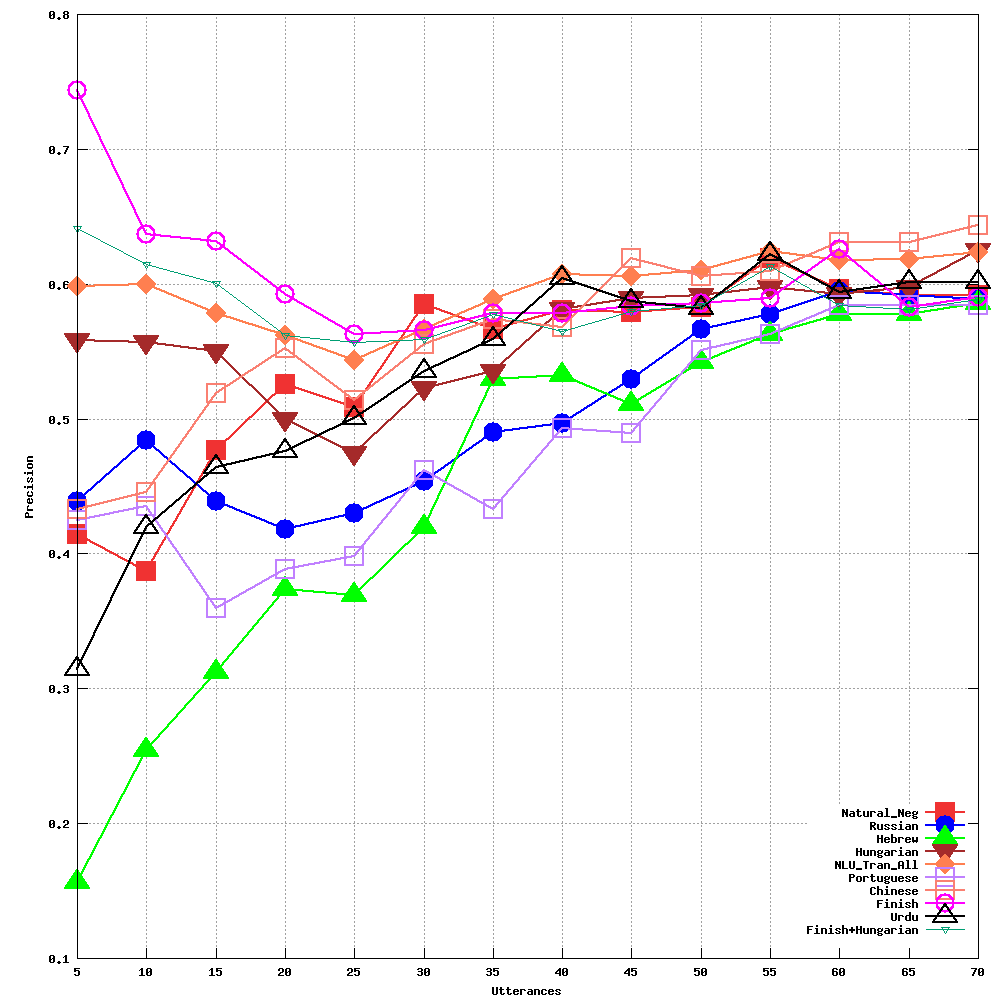 0.8
0.7
0.6
0.5
0.4
0.3
0.2
0.1
Precision
5 10 15 20 25 30 35 40 45 50 55 60 65 70
Utterances
Natural_Neg
Russian
Hebrew
Hungarian
NLU_Tran_All
Portuguese
Chinese
Finish
Urdu
Finish+Hungarian